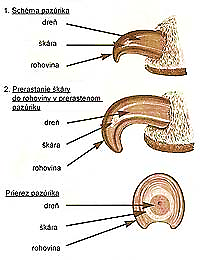 1. Schéma pazúrika
dreň
škára
rohovina
2. Prerastanie škáry
do rohoviny v prerastenom
pazúriku
dreň
škára
rohovina
Prierez pazúrika
dreň
škára
rohovina